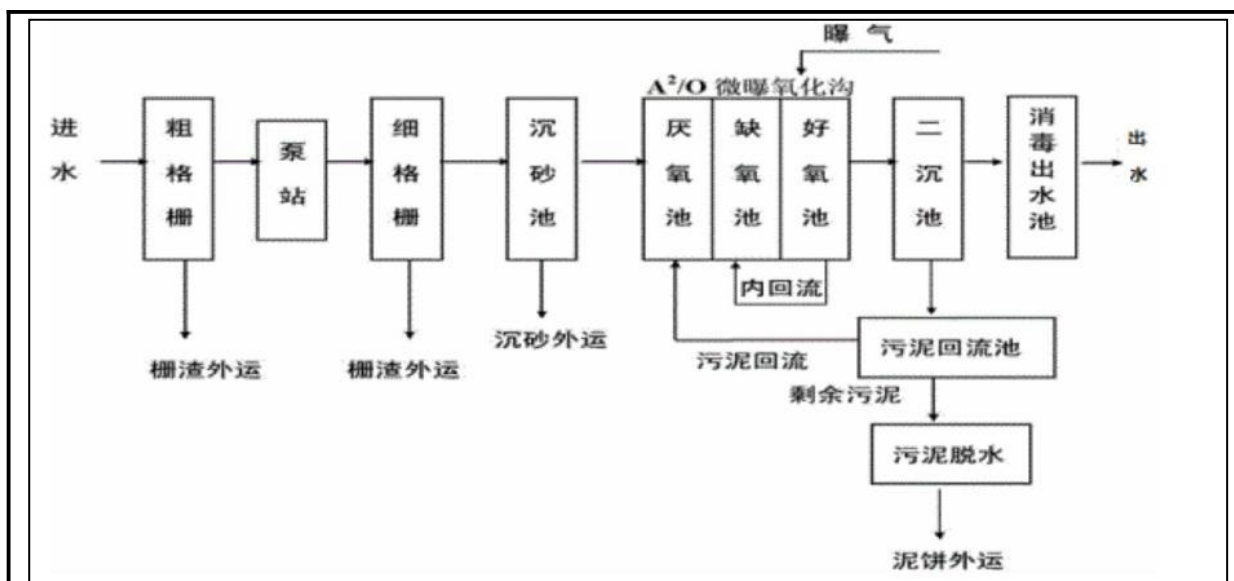 曝 气
A²/O 微曝氧化沟
进水
粗格栅
泵站
细格栅
沉砂池
厌氧池
缺氧池
好氧池
二沉池
消毒出水池
出水
内回流
栅渣外运
栅渣外运
沉砂外运
污泥回流
污泥回流池
剩余污泥
污泥脱水
泥饼外运